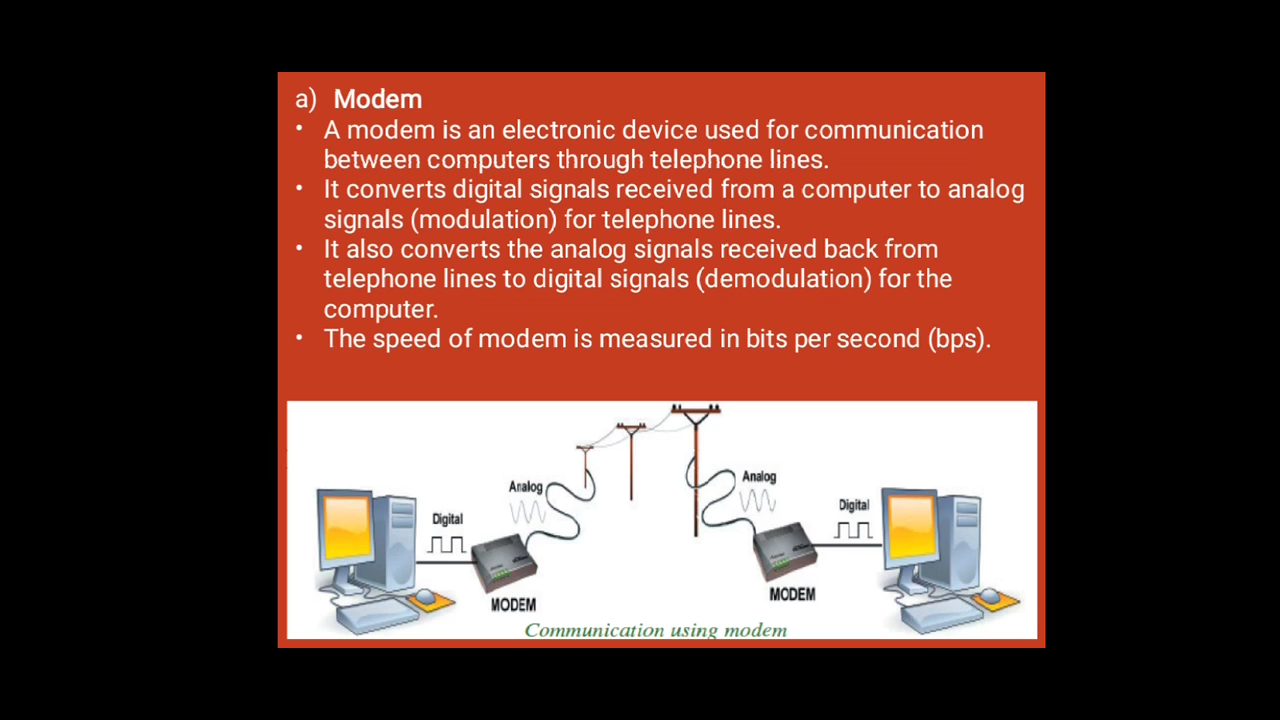 a) Modem
• A modem is an electronic device used for communication
between computers through telephone lines.
• It converts digital signals received from a computer to analog
signals (modulation) for telephone lines.
• It also converts the analog signals received back from
telephone lines to digital signals (demodulation) for the
computer.
• The speed of modem is measured in bits per second (bps).
Digital
Analog
MODEM
Analog
Digital
MODEM
Communication using modem